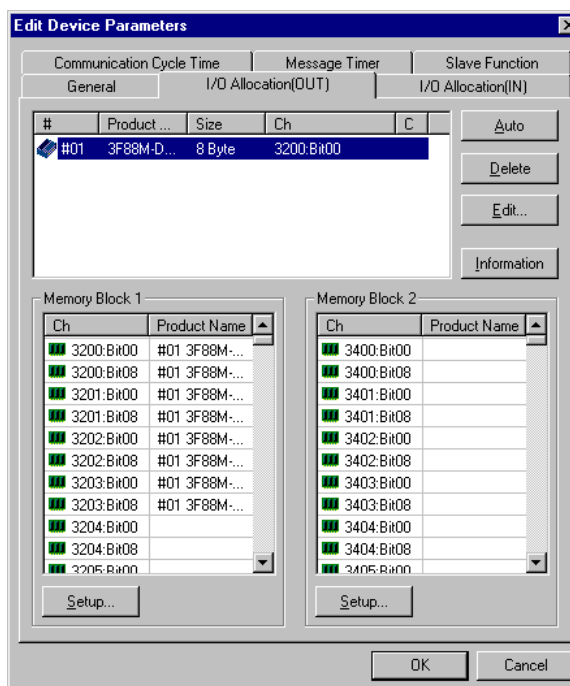 Edit Device Parameters
Communication Cycle Time Message Timer Slave Function
General I/O Allocation(OUT) I/O Allocation(IN)
# Product ... Size Ch C
#01 3F88M-D... 8 Byte 3200:Bit00
Auto
Delete
Edit...
Information
Memory Block 1
Ch Product Name
3200:Bit00 #01 3F88M-...
3200:Bit08 #01 3F88M-...
3201:Bit00 #01 3F88M-...
3201:Bit08 #01 3F88M-...
3202:Bit00 #01 3F88M-...
3202:Bit08 #01 3F88M-...
3203:Bit00 #01 3F88M-...
3203:Bit08 #01 3F88M-...
3204:Bit00
3204:Bit08
3205:Bit00
Setup...
Memory Block 2
Ch Product Name
3400:Bit00
3400:Bit08
3401:Bit00
3401:Bit08
3402:Bit00
3402:Bit08
3403:Bit00
3403:Bit08
3404:Bit00
3404:Bit08
3405:Bit00
Setup...
OK Cancel